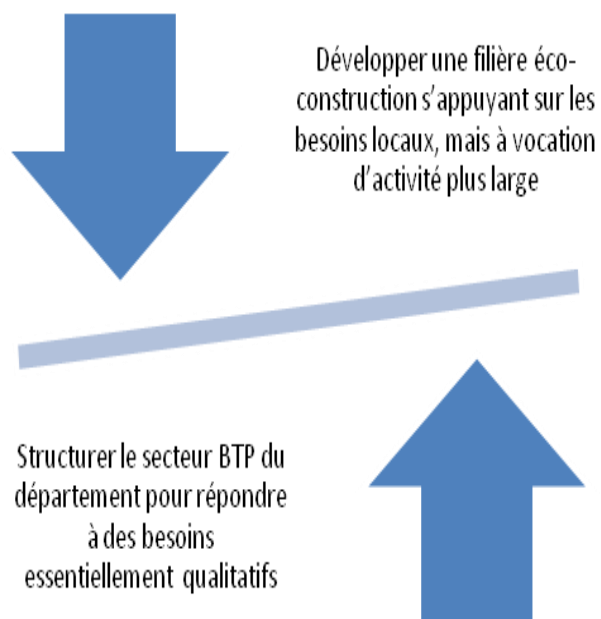 Développer une filière éco-
construction s'appuyant sur les
besoins locaux, mais à vocation
d'activité plus large
Structurer le secteur BTP du
département pour répondre
à des besoins
essentiellement qualitatifs